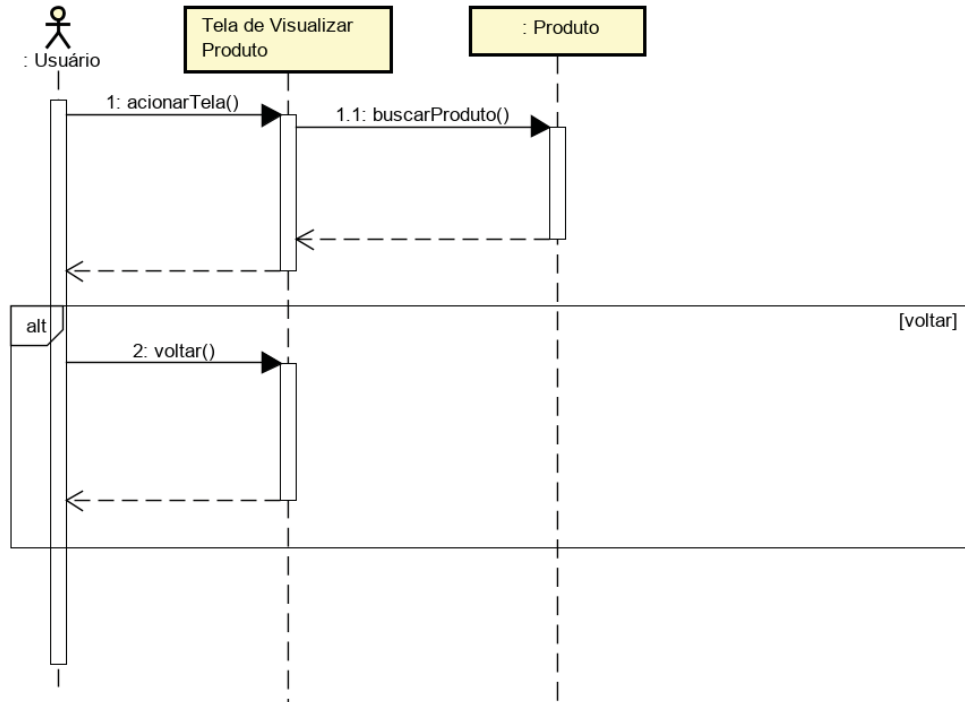 : Usuário
Tela de Visualizar
Produto
: Produto
1: acionarTela()
1.1: buscarProduto()
alt
[voltar]
2: voltar()